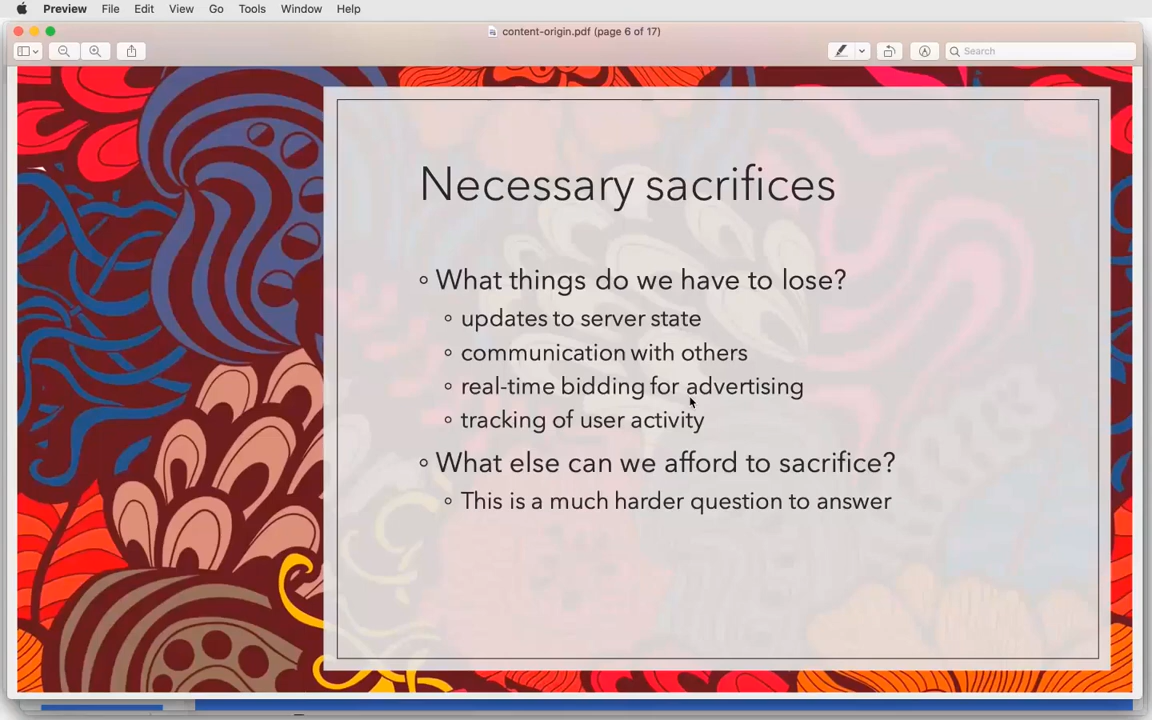 Preview File Edit View Go Tools Window Help
content-origin.pdf (page 6 of 17)
Search
Necessary sacrifices
◦ What things do we have to lose?
◦ updates to server state
◦ communication with others
◦ real-time bidding for advertising
◦ tracking of user activity
◦ What else can we afford to sacrifice?
◦ This is a much harder question to answer